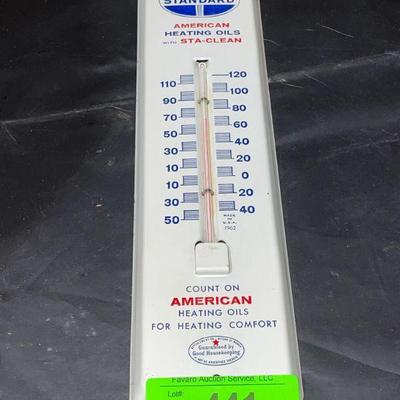 STANDARD
AMERICAN
HEATING OILS
WITH STA-CLEAN
120
110
100
90
80
70
60
50
40
30
20
10
0
10
20
30
40
50
MADE IN
U.S.A.
1962
COUNT ON
AMERICAN
HEATING OILS
FOR HEATING COMFORT
Guaranteed by
Good Housekeeping
Favaro Auction Service, LLC
Lot#: